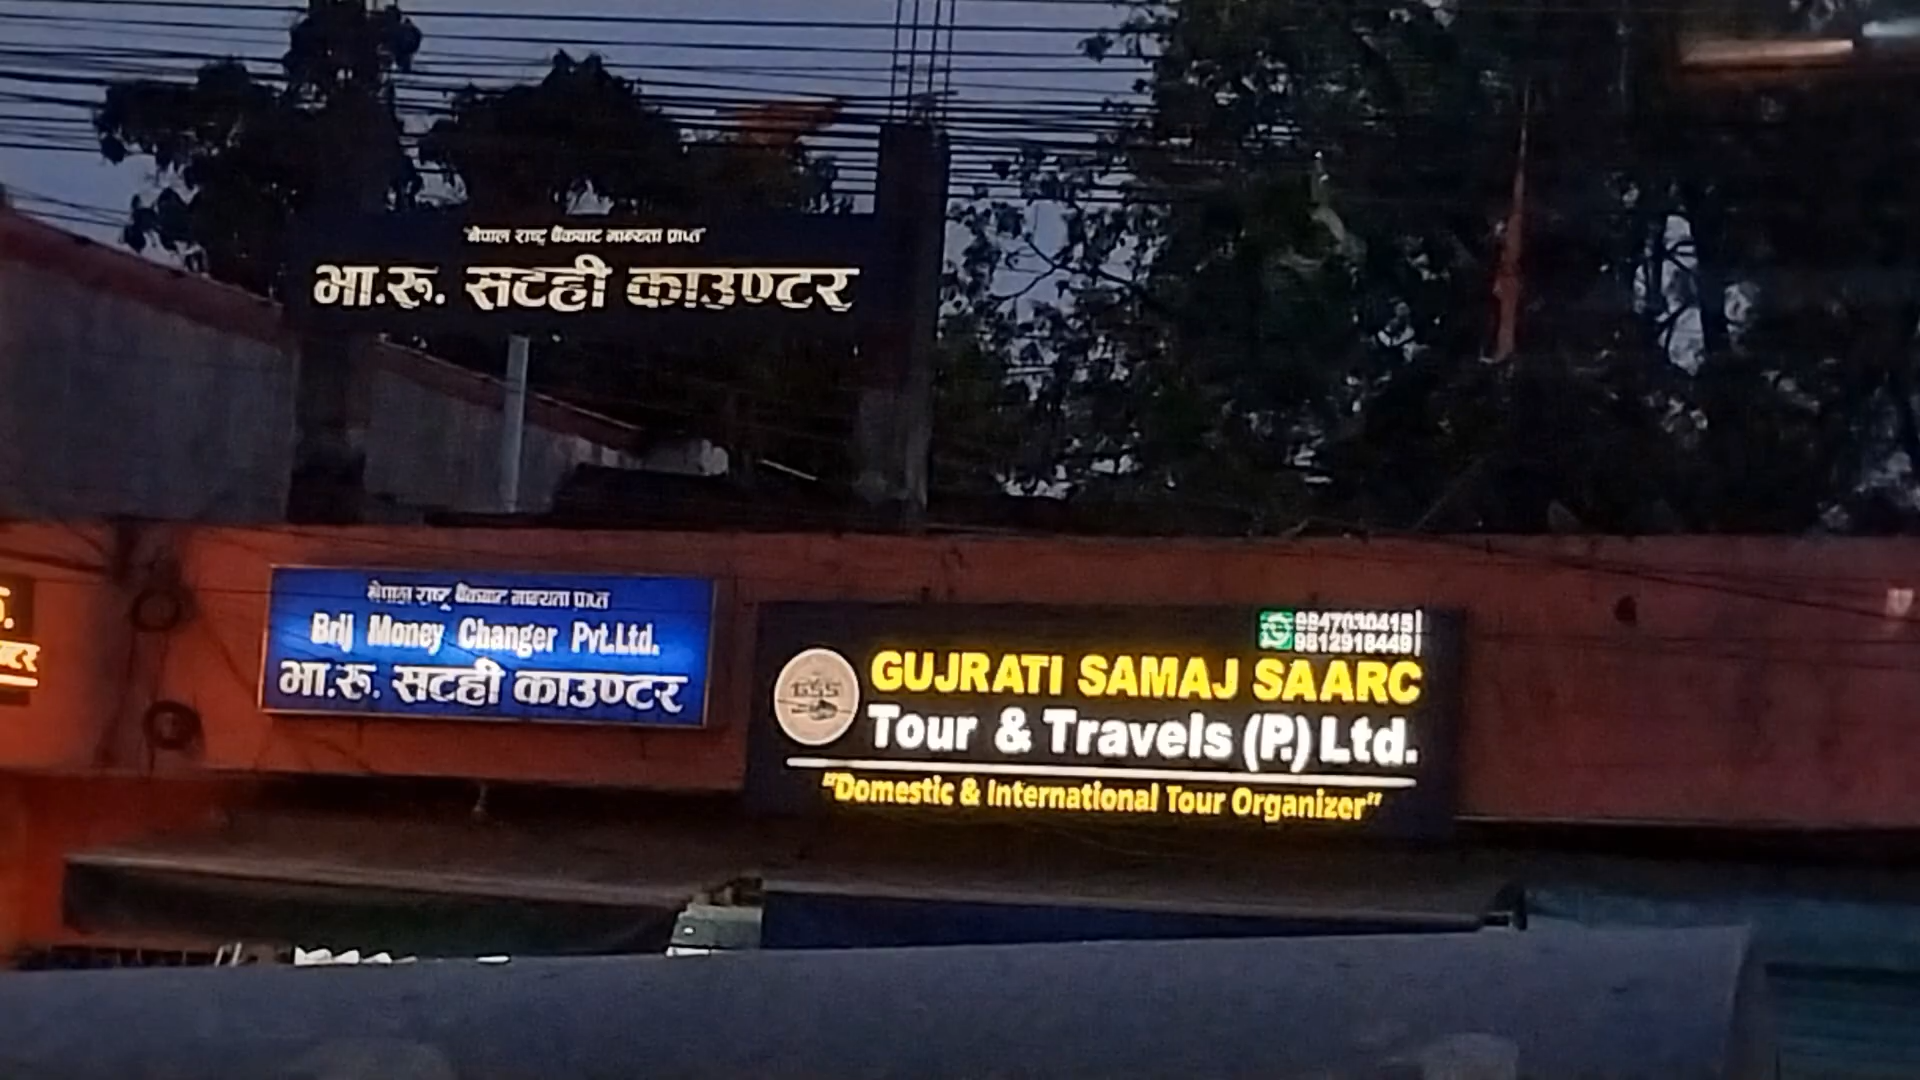 "नेपाल राष्ट्र बैंकबाट मान्यता प्राप्त"
भा.रू. सटही काउण्टर
नेपाल राष्ट्र बैंकबाट मान्यता प्राप्त
Brij Money Changer Pvt.Ltd.
भा.रू. सटही काउण्टर
9847030415
9812918449
GSS
GUJRATI SAMAJ SAARC
Tour & Travels (P.) Ltd.
"Domestic & International Tour Organizer"